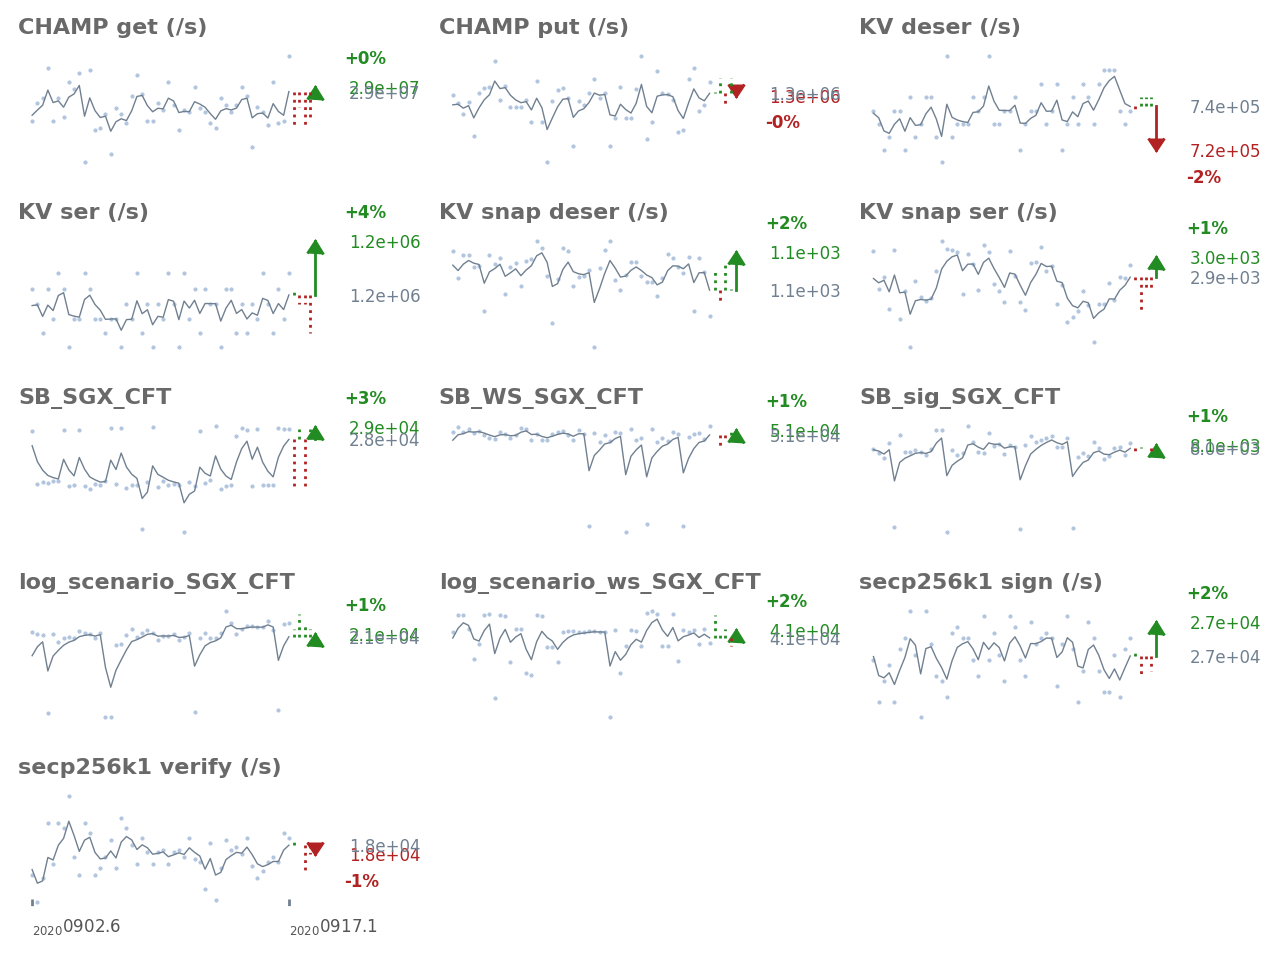 CHAMP get (/s)
+0%
2.9e+07
2.9e+07
CHAMP put (/s)
1.3e+06
1.3e+06
-0%
KV deser (/s)
7.4e+05
7.2e+05
-2%
KV ser (/s)
+4%
1.2e+06
1.2e+06
KV snap deser (/s)
+2%
1.1e+03
1.1e+03
KV snap ser (/s)
+1%
3.0e+03
2.9e+03
SB_SGX_CFT
+3%
2.9e+04
2.8e+04
SB_WS_SGX_CFT
+1%
5.1e+04
5.1e+04
SB_sig_SGX_CFT
+1%
8.1e+03
8.0e+03
log_scenario_SGX_CFT
+1%
2.1e+04
2.1e+04
log_scenario_ws_SGX_CFT
+2%
4.1e+04
4.1e+04
secp256k1 sign (/s)
+2%
2.7e+04
2.7e+04
secp256k1 verify (/s)
1.8e+04
1.8e+04
-1%
20200902.6
20200917.1